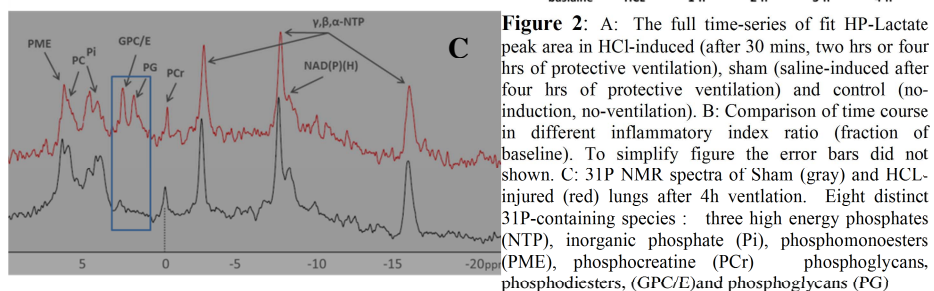 γ,β,α-NTP
PME
PC
Pi
GPC/E
PG
PCr
NAD(P)(H)
C
5
0
-5
-10
-15
-20ppm
Figure 2: A: The full time-series of fit HP-Lactate
peak area in HCl-induced (after 30 mins, two hrs or four
hrs of protective ventilation), sham (saline-induced after
four hrs of protective ventilation) and control (no-
induction, no-ventilation). B: Comparison of time course
in different inflammatory index ratio (fraction of
baseline). To simplify figure the error bars did not
shown. C: 31P NMR spectra of Sham (gray) and HCL-
injured (red) lungs after 4h ventlation. Eight distinct
31P-containing species : three high energy phosphates
(NTP), inorganic phosphate (Pi), phosphomonoesters
(PME), phosphocreatine (PCr) phosphoglycans,
phosphodiesters, (GPC/E)and phosphoglycans (PG)